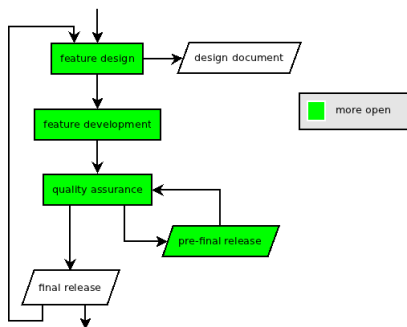 feature design
design document
more open
feature development
quality assurance
pre-final release
final release